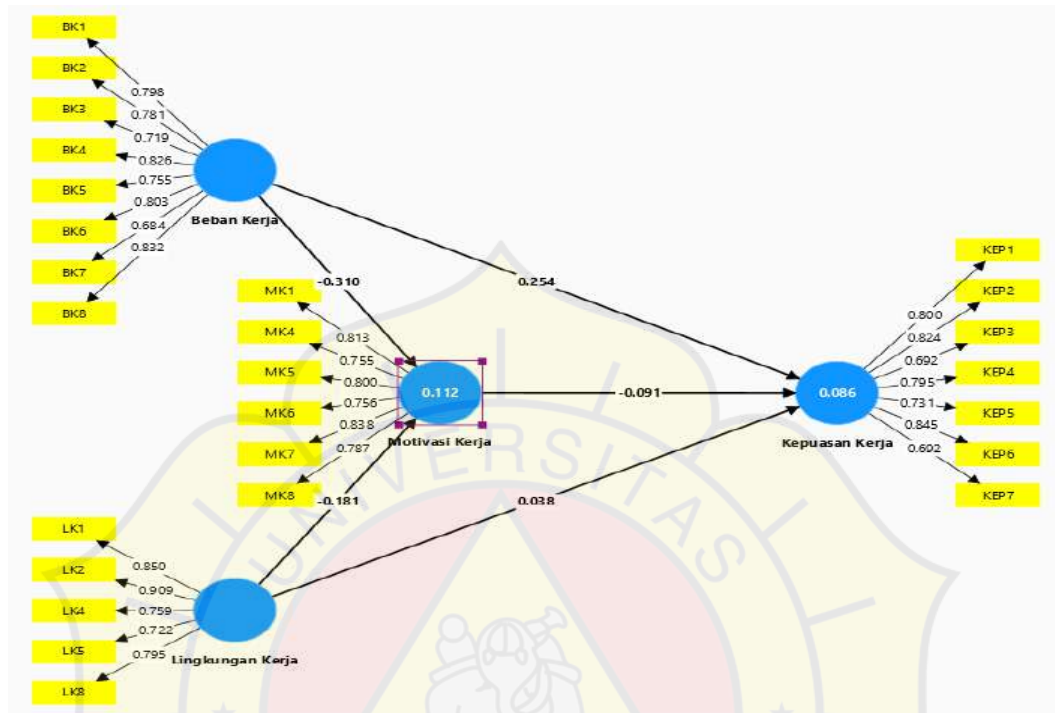 BK1
BK2
BK3
BK4
BK5
BK6
BK7
BK8
0.798
0.781
0.719
0.826
0.755
0.803
0.684
0.832
Beban Kerja
-0.310
0.254
MK1
MK4
MK5
MK6
MK7
MK8
0.813
0.755
0.800
0.756
0.838
0.787
0.112
Motivasi Kerja
-0.091
-0.181
0.038
KEP1
KEP2
KEP3
KEP4
KEP5
KEP6
KEP7
0.800
0.824
0.692
0.795
0.731
0.845
0.692
0.086
Kepuasan Kerja
LK1
LK2
LK4
LK5
LK8
0.850
0.909
0.759
0.722
0.795
Lingkungan Kerja
UNIVERSITAS